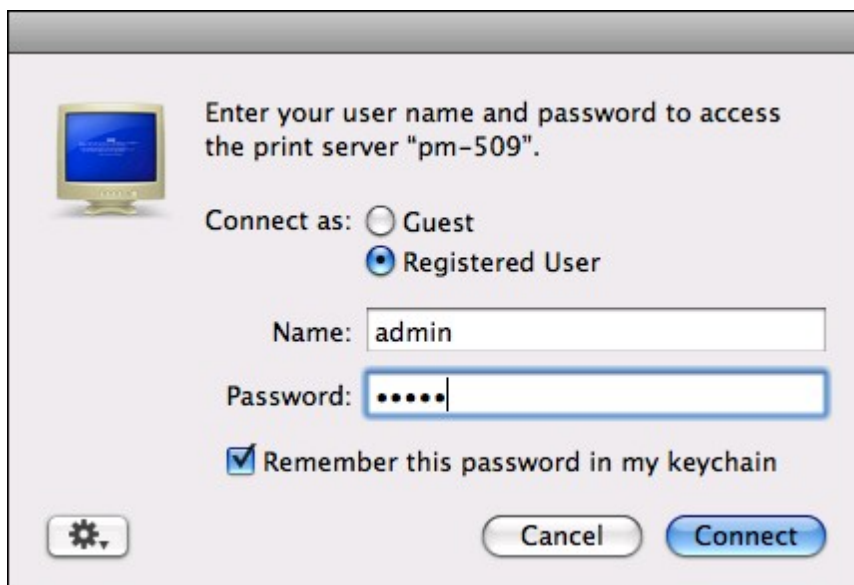 Enter your user name and password to access
the print server “pm-509”.
Connect as: Guest
Registered User
Name: admin
Password: •••••
Remember this password in my keychain
Cancel Connect